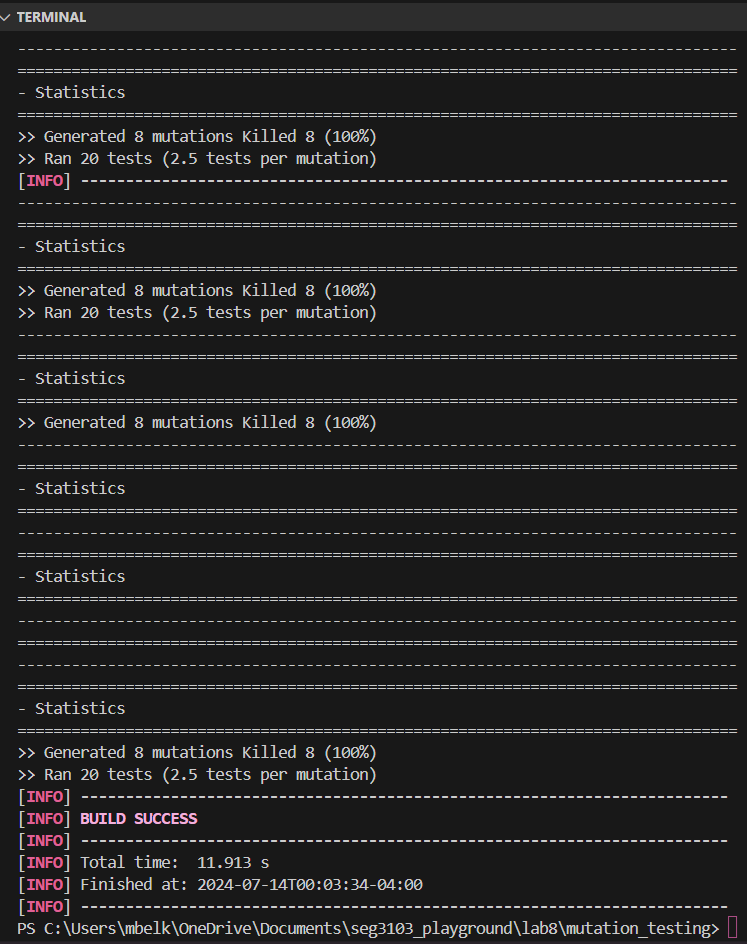 TERMINAL
--------------------------------------------------------------------------------
================================================================================
- Statistics
================================================================================
>> Generated 8 mutations Killed 8 (100%)
>> Ran 20 tests (2.5 tests per mutation)
[INFO] ------------------------------------------------------------------------
--------------------------------------------------------------------------------
================================================================================
- Statistics
================================================================================
>> Generated 8 mutations Killed 8 (100%)
>> Ran 20 tests (2.5 tests per mutation)
--------------------------------------------------------------------------------
================================================================================
- Statistics
================================================================================
>> Generated 8 mutations Killed 8 (100%)
--------------------------------------------------------------------------------
================================================================================
- Statistics
================================================================================
--------------------------------------------------------------------------------
================================================================================
- Statistics
================================================================================
--------------------------------------------------------------------------------
================================================================================
--------------------------------------------------------------------------------
================================================================================
- Statistics
================================================================================
>> Generated 8 mutations Killed 8 (100%)
>> Ran 20 tests (2.5 tests per mutation)
[INFO] ------------------------------------------------------------------------
[INFO] BUILD SUCCESS
[INFO] ------------------------------------------------------------------------
[INFO] Total time:  11.913 s
[INFO] Finished at: 2024-07-14T00:03:34-04:00
[INFO] ------------------------------------------------------------------------
PS C:\Users\mbelk\OneDrive\Documents\seg3103_playground\lab8\mutation_testing>